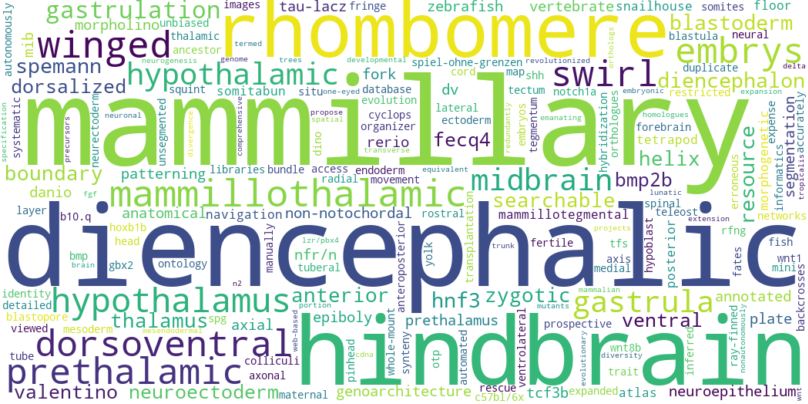 autonomously gastrulation images tau-lacz fringe zebrafish vertebrate snailhouse somites floor
morpholino unbiased rhombomere blastoderm
mib thalamic ancestor termed genome trees developmental spiel-ohne-grenzen revolutionized orthologs blastula neural
winged neurogenesis embrys
spemann hypothalamic fork cord map shh swirl duplicate delta
dorsalized squint somitabun situ one-eyed database dv tectum notch1a embryonic restricted expansion diencephalon
specification systematic precursors neurectoderm neuronal unsegmented divergence comprehensive propose spatial evolution lateral cyclops ectoderm embryos redundantly emanating hybridization orthologues homologues forebrain tetrapod erroneous resource morphogenetic informatics expense segmentation accurately tropicalis
mammillary
dino organizer transverse rerio fecq4 tegmentum helix
boundary patterning libraries bundle access endoderm equivalent midbrain bmp2b
danio fgf radial movement searchable lunatic
mammillothalamic spinal networks
layer b10.q anatomical navigation non-notochordal rostral mammillotegmental teleost extension
diencephalic
hoxb1b head manually lzr/pbx4 nfr/n anteroposterior yolk transplantation fertile tfs hypoblast posterior rfng wnt1 fish
bmp brain gbx2 ontology tuberal n2 trunk axis medial projects fates minio backcrosses
identity detailed hypothalamus anterior hnf3 zygotic mammalian gastrula annotated
blastopore thalamus spg axial web-based portion epiboly whole-mount prethalamus mutants prospective ventral plate
viewed mesoderm mesendodermal hindbrain
tube dorsoventral colliculi pinhead cdna synteny otp automated ventrolateral evolutionary wnt8b diversity inferred ray-finned nonautonomously
prethalamic axonal rescue trait
valentino neuroectoderm maternal genoarchitecture c57bl/6x tcf3b expanded atlas neuroepithelium wnt